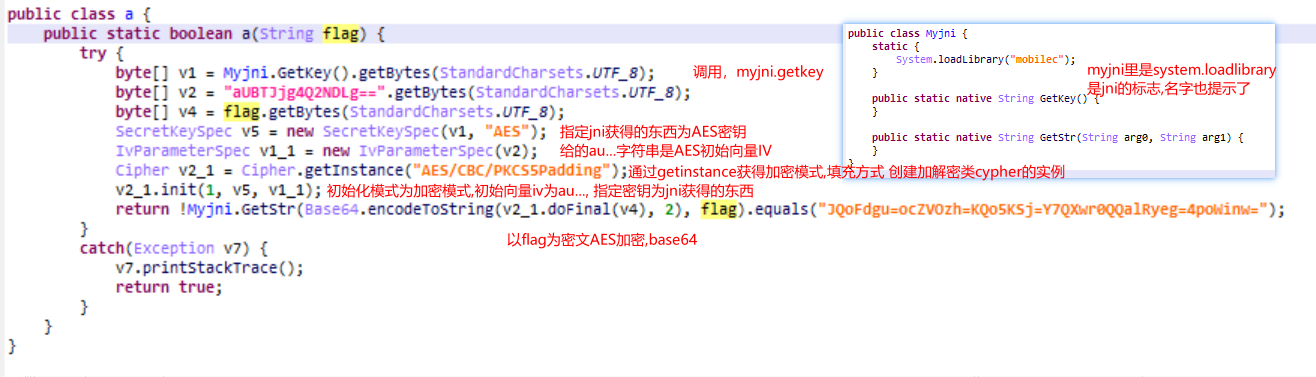 public class a {
public static boolean a(String flag) {
try {
byte[] v1 = Myjni.GetKey().getBytes(StandardCharsets.UTF_8);
调用，myjni.getkey
byte[] v2 = "aUBTJjg4Q2NDLg==".getBytes(StandardCharsets.UTF_8);
byte[] v4 = flag.getBytes(StandardCharsets.UTF_8);
SecretKeySpec v5 = new SecretKeySpec(v1, "AES");
指定jni获得的东西为AES密钥
IvParameterSpec v1_1 = new IvParameterSpec(v2);
给的au...字符串是AES初始向量IV
Cipher v2_1 = Cipher.getInstance("AES/CBC/PKCS5Padding");
通过getinstance获得加密模式,填充方式 创建加解密类cypher的实例
v2_1.init(1, v5, v1_1);
初始化模式为加密模式,初始向量iv为au..., 指定密钥为jni获得的东西
return !Myjni.GetStr(Base64.encodeToString(v2_1.doFinal(v4), 2), flag).equals("JQoFdgu=ocZVOzh=KQo5KSj=Y7QXwr0QQalRyeg=4poWinw=");
}
以flag为密文AES加密,base64
catch(Exception v7) {
v7.printStackTrace();
return true;
}
}
}
public class Myjni {
static {
System.loadLibrary("mobilec");
}
myjni里是system.loadlibrary
是jni的标志,名字也提示了
public static native String GetKey() {
}
public static native String GetStr(String arg0, String arg1) {
}
}